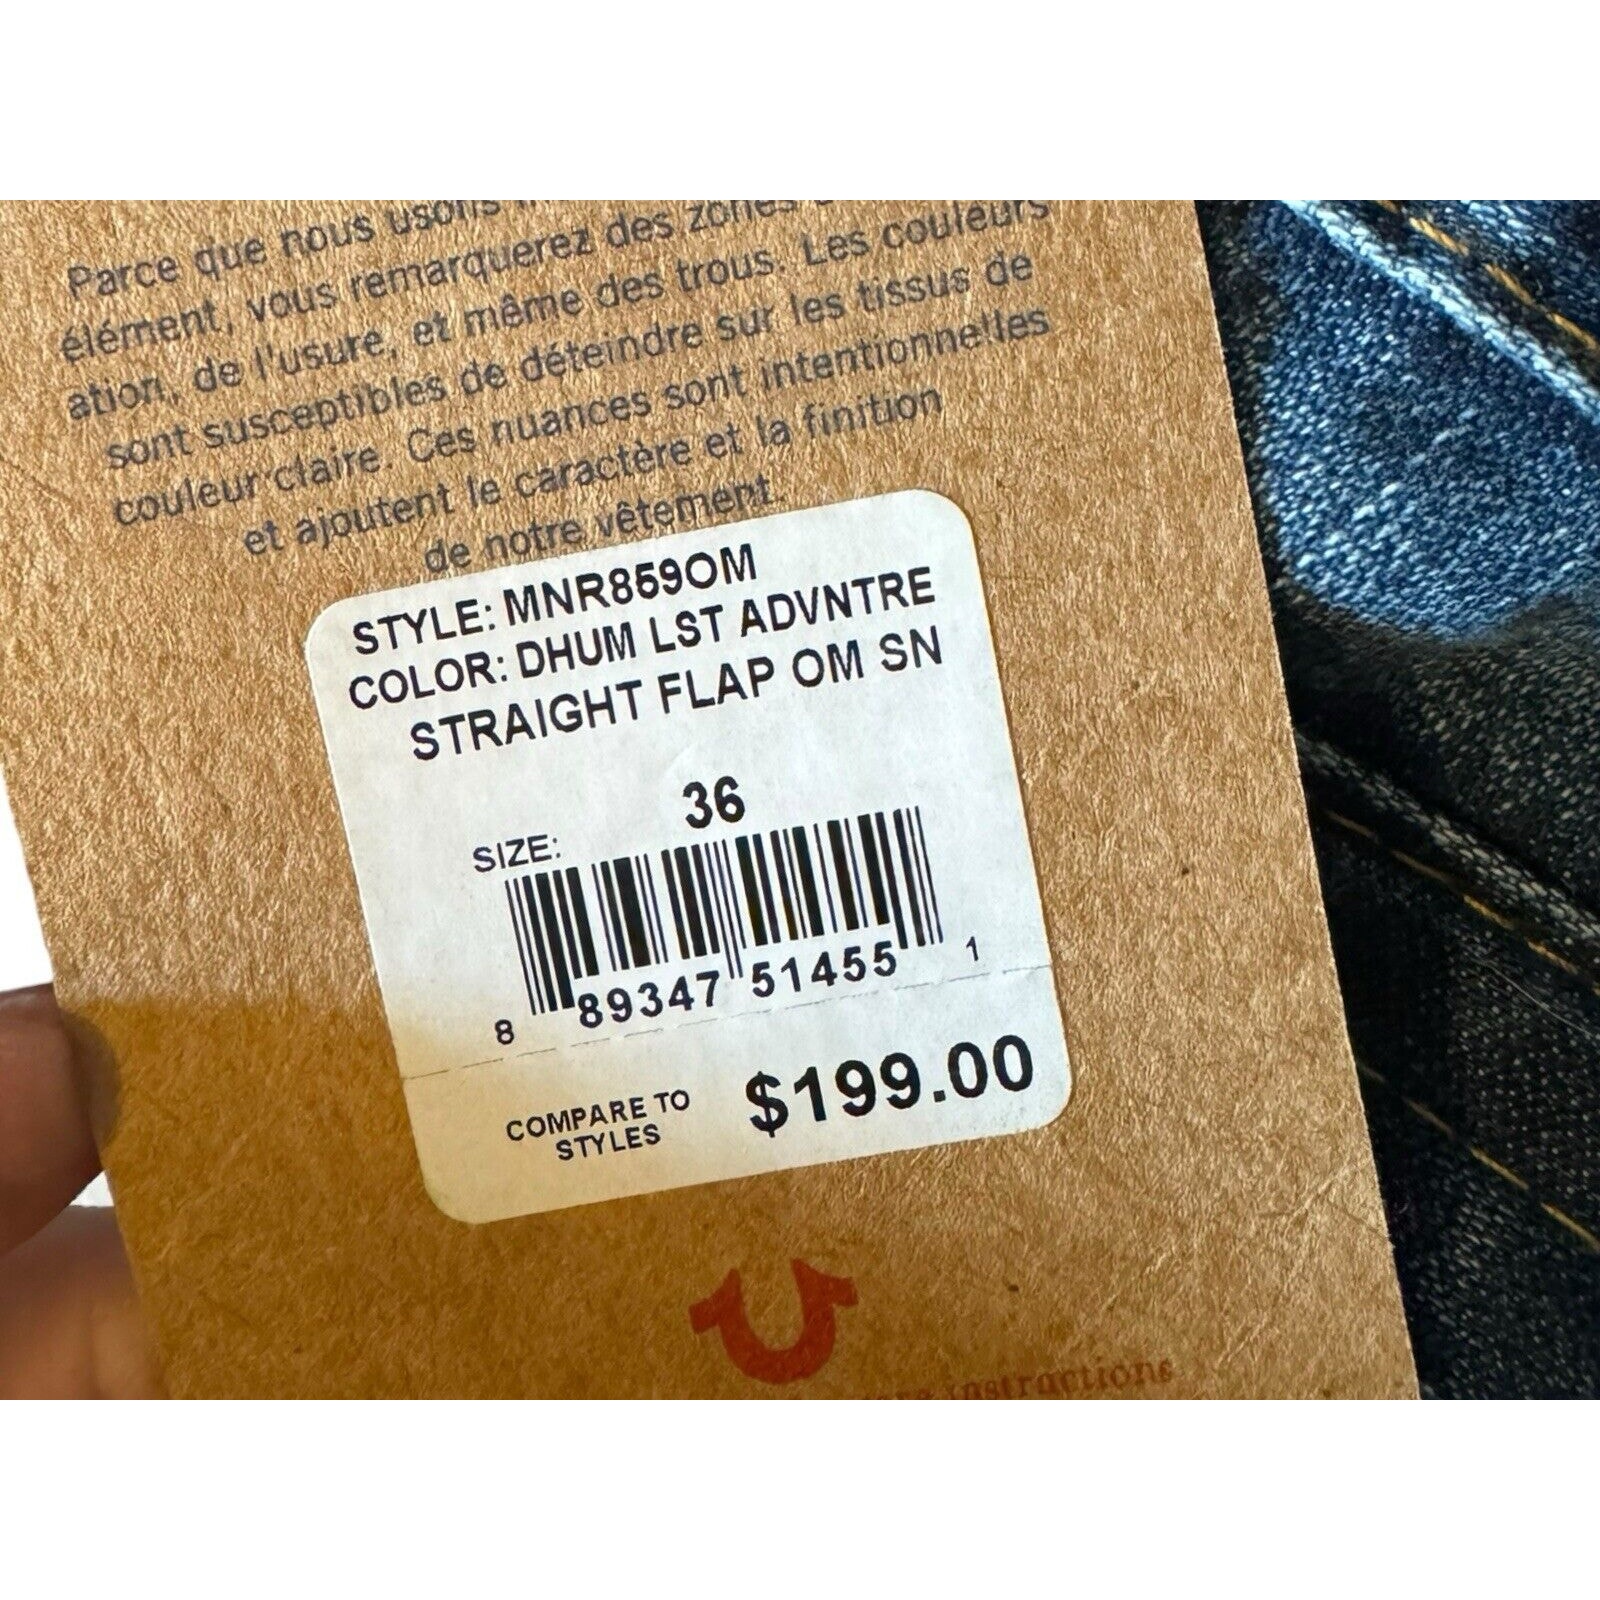 Parce que nous usons
élément, vous remarquerez des zones
ation, de l'usure, et même des trous. Les couleurs
sont susceptibles de déteindre sur les tissus de
couleur claire. Ces nuances sont intentionnelles
et ajoutent le caractère et la finition
de notre vêtement.
STYLE: MNR859OM
COLOR: DHUM LST ADVNTRE
STRAIGHT FLAP OM SN
36
SIZE:
8 89347 51455 1
COMPARE TO
STYLES
$199.00
instructions